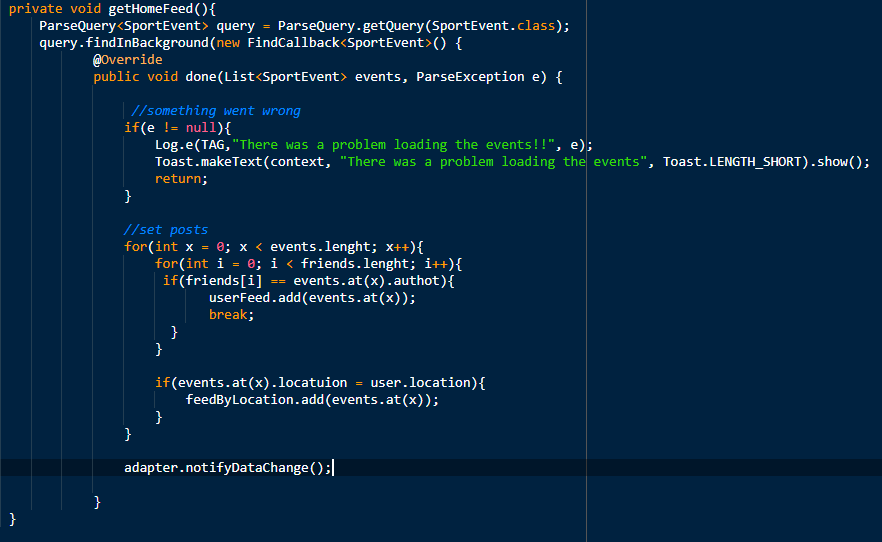 private void getHomeFeed(){
ParseQuery<SportEvent> query = ParseQuery.getQuery(SportEvent.class);
query.findInBackground(new FindCallback<SportEvent>() {
@Override
public void done(List<SportEvent> events, ParseException e) {
//something went wrong
if(e != null){
Log.e(TAG,"There was a problem loading the events!!", e);
Toast.makeText(context, "There was a problem loading the events", Toast.LENGTH_SHORT).show();
return;
}
//set posts
for(int x = 0; x < events.lenght; x++){
for(int i = 0; i < friends.lenght; i++){
if(friends[i] == events.at(x).authot){
userFeed.add(events.at(x));
break;
}
}
if(events.at(x).locatuion = user.location){
feedByLocation.add(events.at(x));
}
}
adapter.notifyDataChange();
}
}